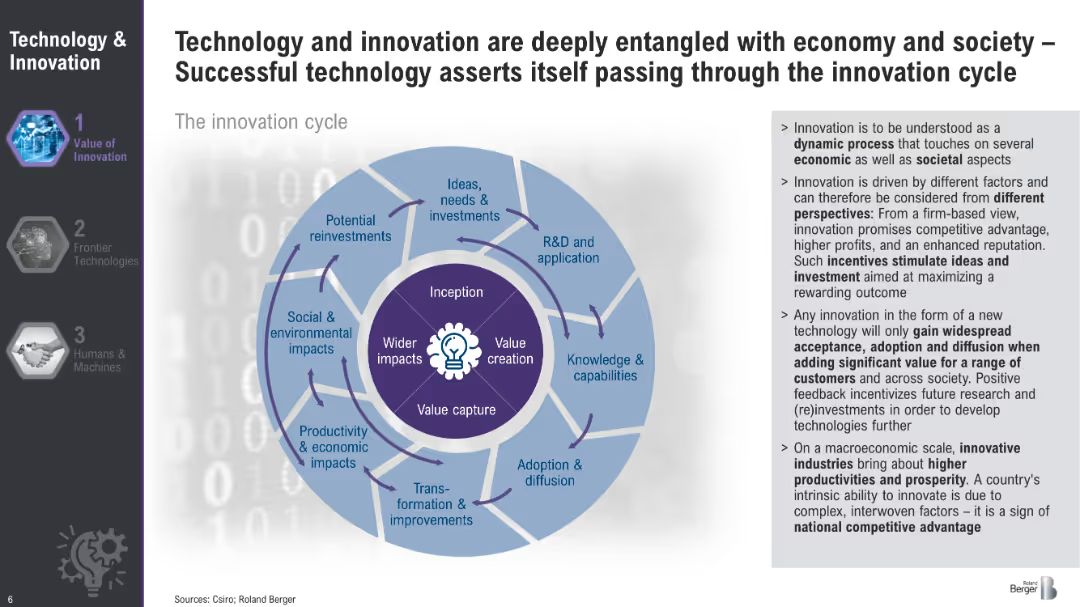 Technology &
Innovation
1
Value of
Innovation
2
Frontier
Technologies
3
Humans &
Machines
6
Technology and innovation are deeply entangled with economy and society –
Successful technology asserts itself passing through the innovation cycle
The innovation cycle
Ideas,
needs &
investments
R&D and
application
Knowledge &
capabilities
Adoption &
diffusion
Trans-
formation &
improvements
Productivity
& economic
impacts
Social &
environmental
impacts
Potential
reinvestments
Inception
Value
creation
Value capture
Wider
impacts
> Innovation is to be understood as a
dynamic process that touches on several
economic as well as societal aspects
> Innovation is driven by different factors and
can therefore be considered from different
perspectives: From a firm-based view,
innovation promises competitive advantage,
higher profits, and an enhanced reputation.
Such incentives stimulate ideas and
investment aimed at maximizing a
rewarding outcome
> Any innovation in the form of a new
technology will only gain widespread
acceptance, adoption and diffusion when
adding significant value for a range of
customers and across society. Positive
feedback incentivizes future research and
(re)investments in order to develop
technologies further
> On a macroeconomic scale, innovative
industries bring about higher
productivities and prosperity. A country's
intrinsic ability to innovate is due to
complex, interwoven factors – it is a sign of
national competitive advantage
Sources: Csiro; Roland Berger
Roland
Berger